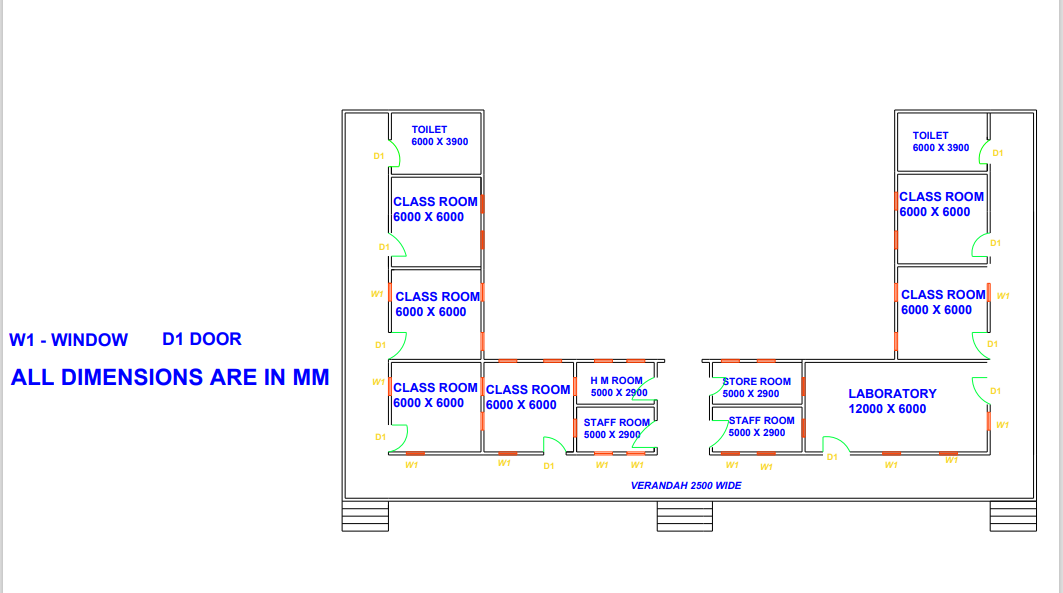 TOILET
6000 X 3900
D1
CLASS ROOM
6000 X 6000
D1
W1
CLASS ROOM
6000 X 6000
D1
W1 - WINDOW D1 DOOR
ALL DIMENSIONS ARE IN MM
W1
CLASS ROOM
6000 X 6000
D1
W1
CLASS ROOM
6000 X 6000
W1
D1
H M ROOM
5000 X 2900
STAFF ROOM
5000 X 2900
W1
W1
TOILET
6000 X 3900
D1
CLASS ROOM
6000 X 6000
D1
CLASS ROOM
6000 X 6000
W1
D1
STORE ROOM
5000 X 2900
STAFF ROOM
5000 X 2900
W1
W1
LABORATORY
12000 X 6000
D1
W1
D1
W1
W1
VERANDAH 2500 WIDE